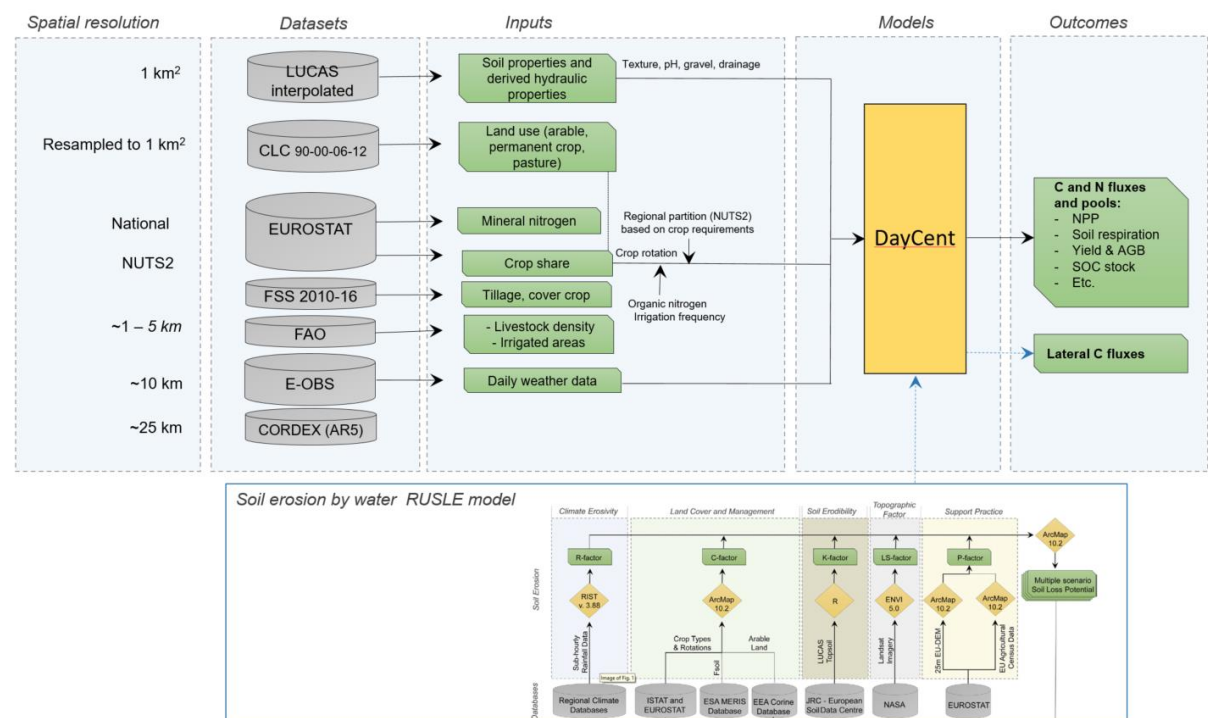 Spatial resolution
Datasets
Inputs
Models
Outcomes
1 km2
LUCAS
interpolated
Soil properties and
derived hydraulic
properties
Texture, pH, gravel, drainage
Resampled to 1 km2
CLC 90-00-06-12
Land use (arable,
permanent crop,
pasture)
National
NUTS2
EUROSTAT
Mineral nitrogen
Crop share
Crop rotation
Regional partition (NUTS2)
based on crop requirements
Organic nitrogen
Irrigation frequency
FSS 2010-16
Tillage, cover crop
~1 – 5 km
FAO
- Livestock density
- Irrigated areas
~10 km
E-OBS
Daily weather data
~25 km
CORDEX (AR5)
DayCent
C and N fluxes
and pools:
- NPP
- Soil respiration
- Yield & AGB
- SOC stock
- Etc.
Lateral C fluxes
Soil erosion by water RUSLE model
Climate Erosivity
Land Cover and Management
Soil Erodibility
Topographic
Factor
Support Practice
Soil Erosion
R-factor
C-factor
K-factor
LS-factor
P-factor
ArcMap
10.2
Multiple scenario
Soil Loss Potential
RIST
v. 3.88
ArcMap
10.2
R
ENVI
5.0
ArcMap
10.2
ArcMap
10.2
Sub-hourly
Rainfall Data
Crop Types
& Rotations
Fsoil
Arable
Land
LUCAS
Topsoil
Landsat
Imagery
25m EU-DEM
EU Agricultural
Census Data
Image of Fig. 1
Databases
Regional Climate
Databases
ISTAT and
EUROSTAT
ESA MERIS
Database
EEA Corine
Database
JRC - European
Soil Data Centre
NASA
EUROSTAT